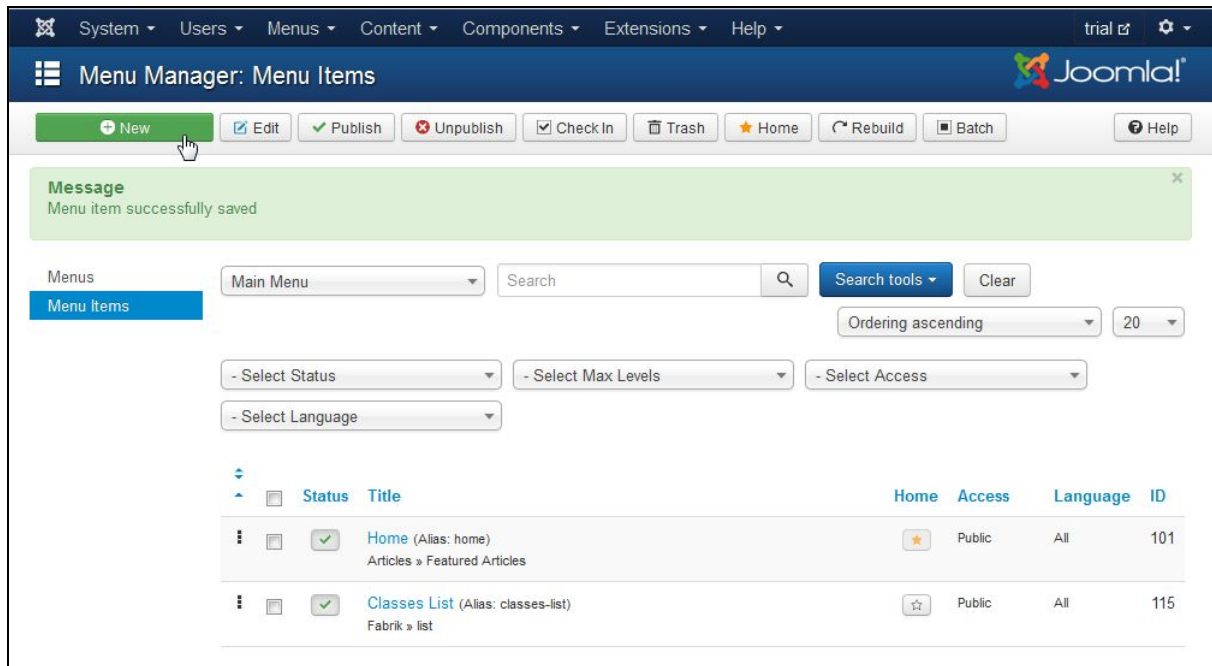 System Users Menus Content Components Extensions Help trial
Menu Manager: Menu Items Joomla!
New Edit Publish Unpublish Check In Trash Home Rebuild Batch Help
Message
Menu item successfully saved
Menus Main Menu Search Search tools Clear
Menu Items
Ordering ascending 20
- Select Status - Select Max Levels - Select Access
- Select Language
Status Title Home Access Language ID
Home (Alias: home) Public All 101
Articles » Featured Articles
Classes List (Alias: classes-list) Public All 115
Fabrik » list